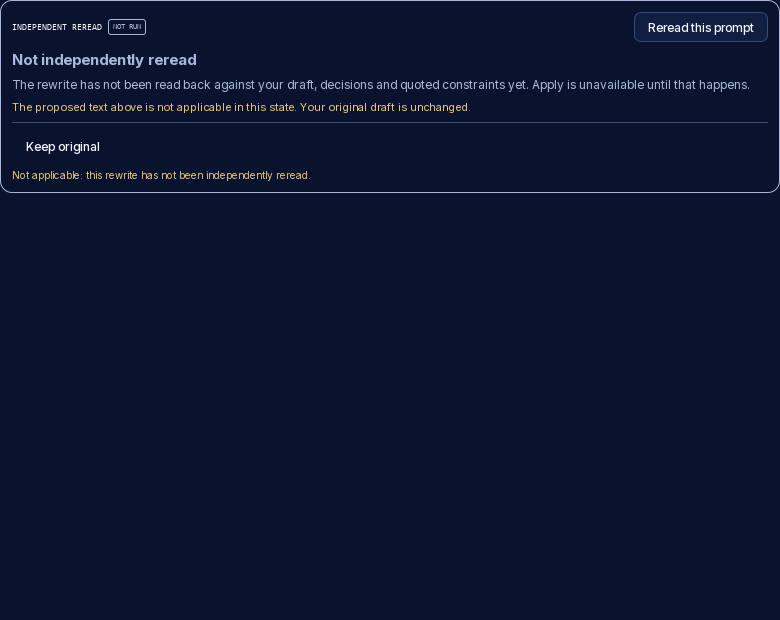 INDEPENDENT REREAD NOT RUN
Reread this prompt
Not independently reread
The rewrite has not been read back against your draft, decisions and quoted constraints yet. Apply is unavailable until that happens.
The proposed text above is not applicable in this state. Your original draft is unchanged.
Keep original
Not applicable: this rewrite has not been independently reread.